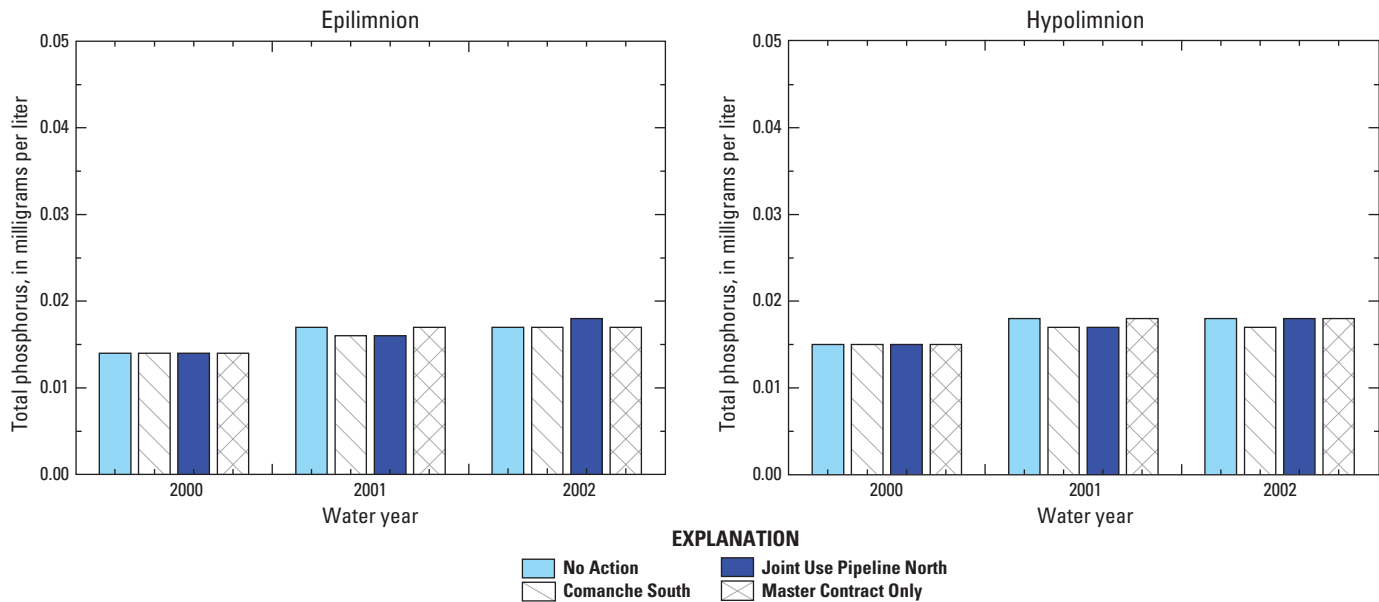 Epilimnion
Total phosphorus, in milligrams per liter
0.05
0.04
0.03
0.02
0.01
0.00
2000 2001 2002
Water year
Hypolimnion
Total phosphorus, in milligrams per liter
0.05
0.04
0.03
0.02
0.01
0.00
2000 2001 2002
Water year
EXPLANATION
No Action
Comanche South
Joint Use Pipeline North
Master Contract Only